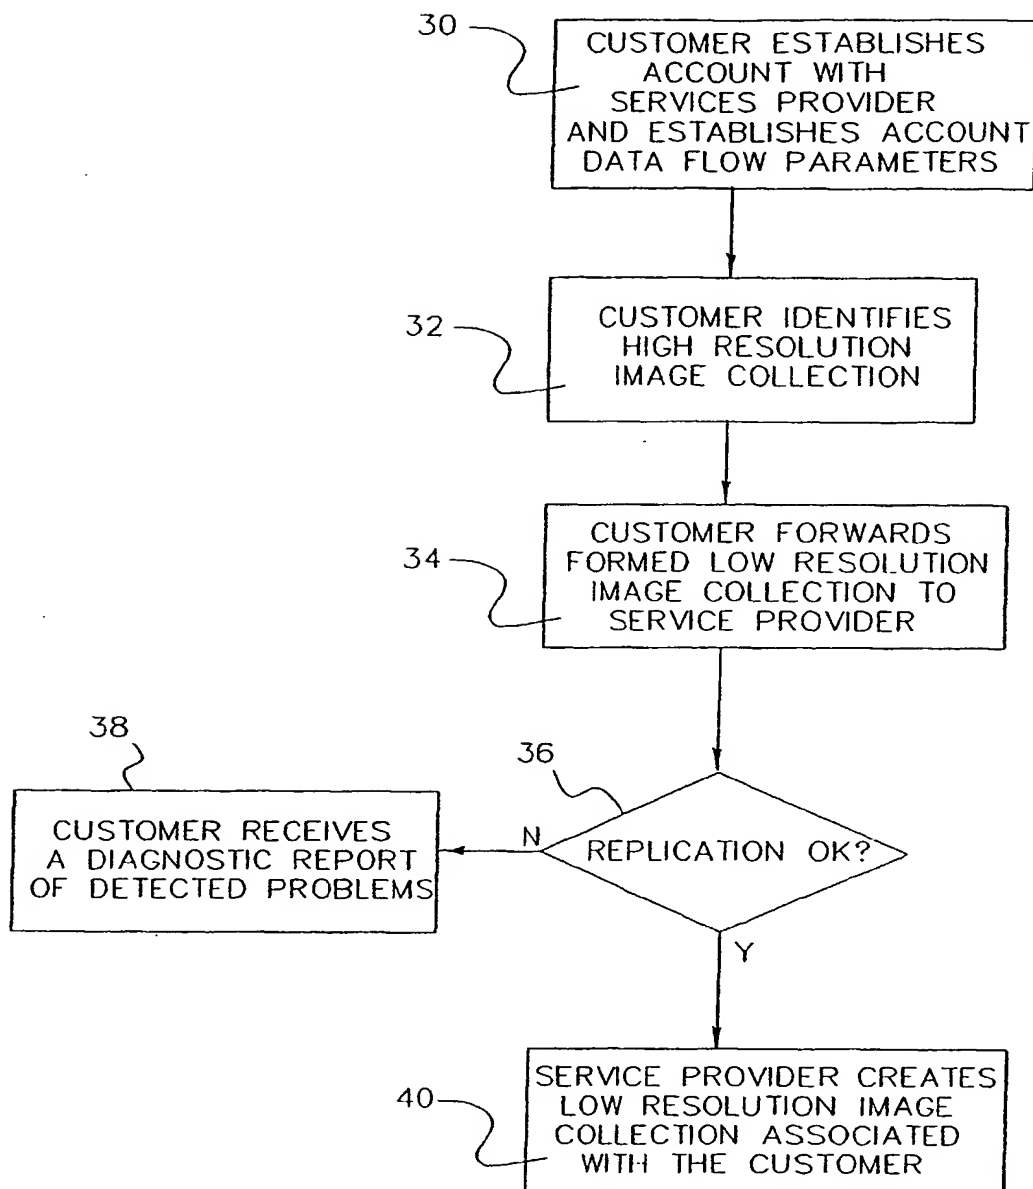 30
CUSTOMER ESTABLISHES
ACCOUNT WITH
SERVICES PROVIDER
AND ESTABLISHES ACCOUNT
DATA FLOW PARAMETERS
32
CUSTOMER IDENTIFIES
HIGH RESOLUTION
IMAGE COLLECTION
34
CUSTOMER FORWARDS
FORMED LOW RESOLUTION
IMAGE COLLECTION TO
SERVICE PROVIDER
36
REPLICATION OK?
N
Y
38
CUSTOMER RECEIVES
A DIAGNOSTIC REPORT
OF DETECTED PROBLEMS
40
SERVICE PROVIDER CREATES
LOW RESOLUTION IMAGE
COLLECTION ASSOCIATED
WITH THE CUSTOMER